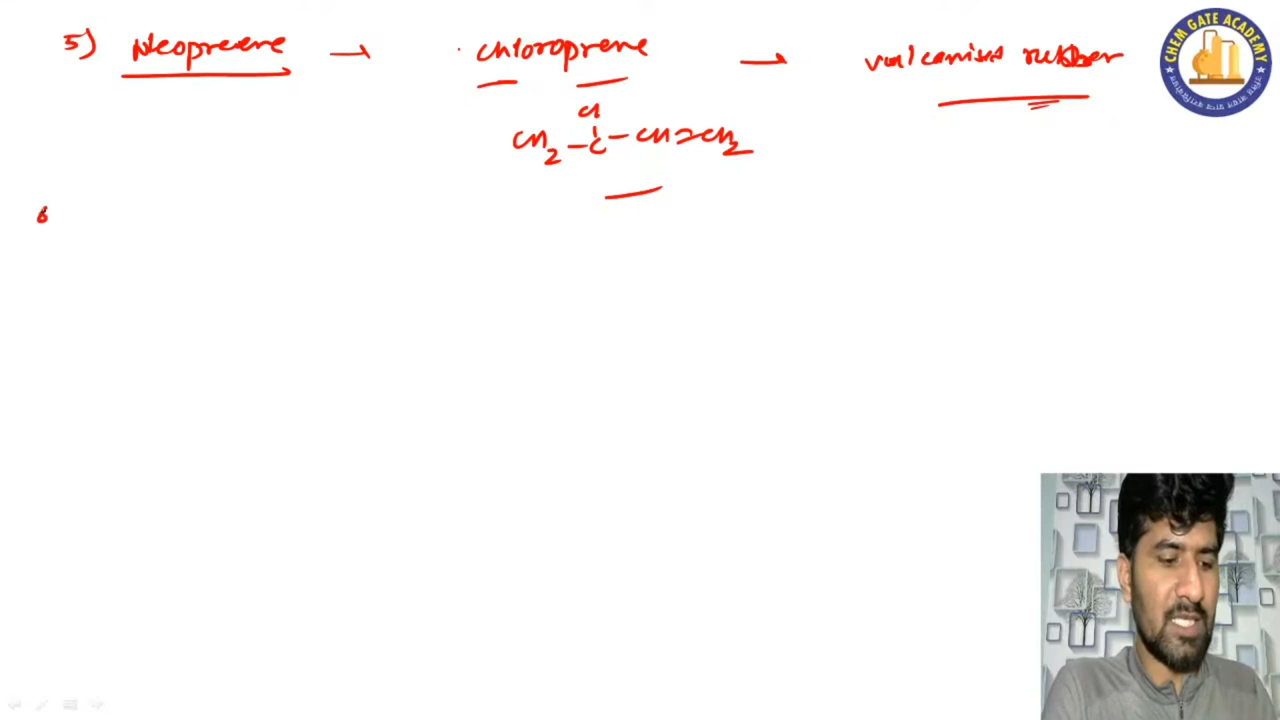 5) Neoprene → chloroprene → vulcanised rubber
Cl
CH2 - C - CH = CH2
6
CHEM GATE ACADEMY